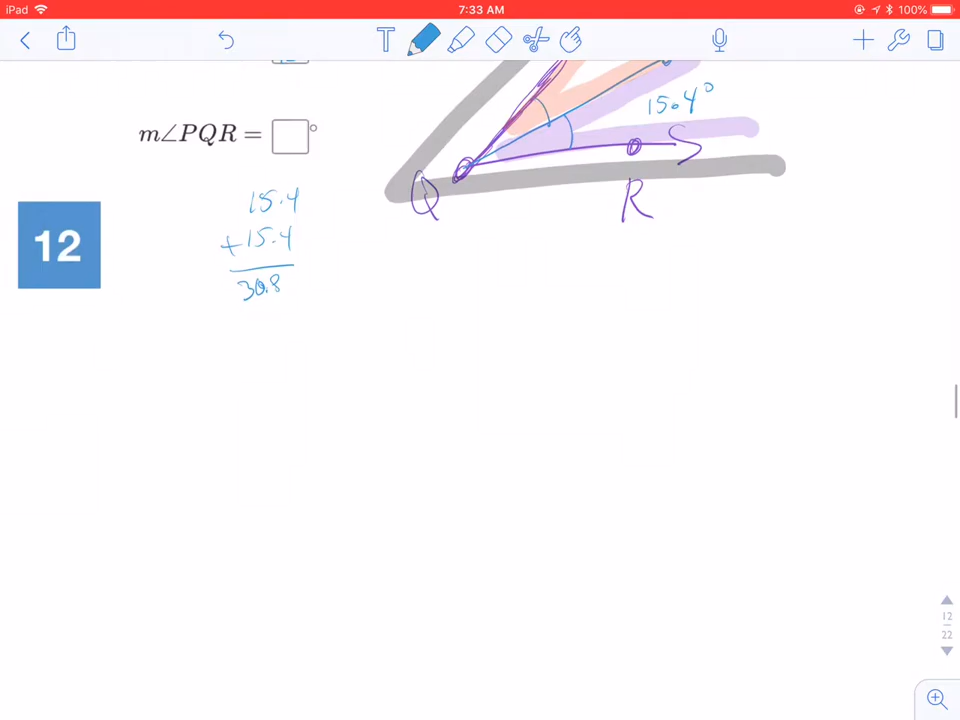 iPad 7:33 AM 100%
T
15.4°
m∠PQR = °
S
Q
R
15.4
+15.4
30.8
12
12
22